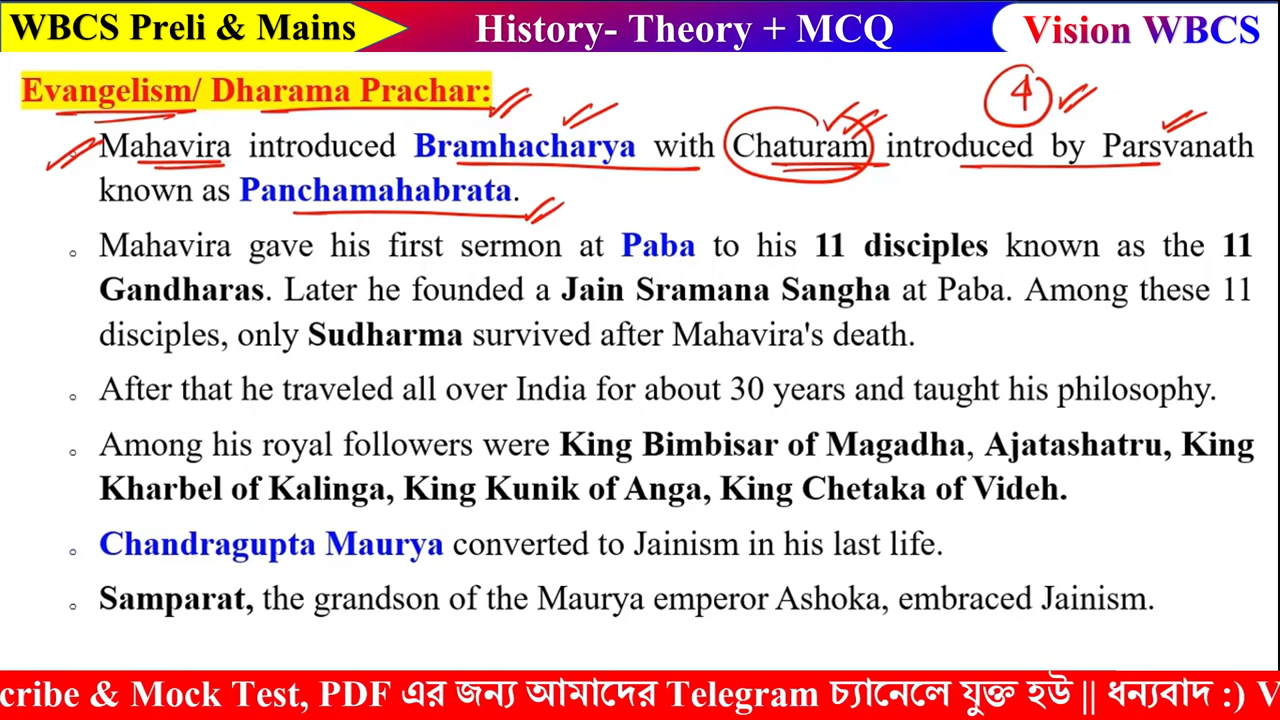 WBCS Preli & Mains
History- Theory + MCQ
Vision WBCS
Evangelism/ Dharama Prachar:
4
Mahavira introduced Bramhacharya with Chaturam introduced by Parsvanath
known as Panchamahabrata.
Mahavira gave his first sermon at Paba to his 11 disciples known as the 11
Gandharas. Later he founded a Jain Sramana Sangha at Paba. Among these 11
disciples, only Sudharma survived after Mahavira's death.
After that he traveled all over India for about 30 years and taught his philosophy.
Among his royal followers were King Bimbisar of Magadha, Ajatashatru, King
Kharbel of Kalinga, King Kunik of Anga, King Chetaka of Videh.
Chandragupta Maurya converted to Jainism in his last life.
Samparat, the grandson of the Maurya emperor Ashoka, embraced Jainism.
cribe & Mock Test, PDF এর জন্য আমাদের Telegram চ্যানেলে যুক্ত হউ || ধন্যবাদ :) V